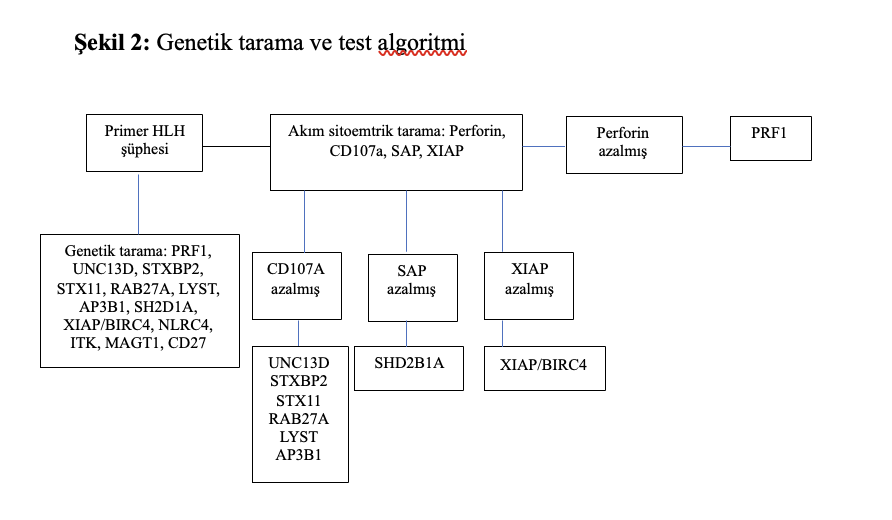 Şekil 2: Genetik tarama ve test algoritmi
Primer HLH
şüphesi
Akım sitoemtrik tarama: Perforin,
CD107a, SAP, XIAP
Perforin
azalmış
PRF1
Genetik tarama: PRF1,
UNC13D, STXBP2,
STX11, RAB27A, LYST,
AP3B1, SH2D1A,
XIAP/BIRC4, NLRC4,
ITK, MAGT1, CD27
CD107A
azalmış
SAP
azalmış
XIAP
azalmış
UNC13D
STXBP2
STX11
RAB27A
LYST
AP3B1
SHD2B1A
XIAP/BIRC4